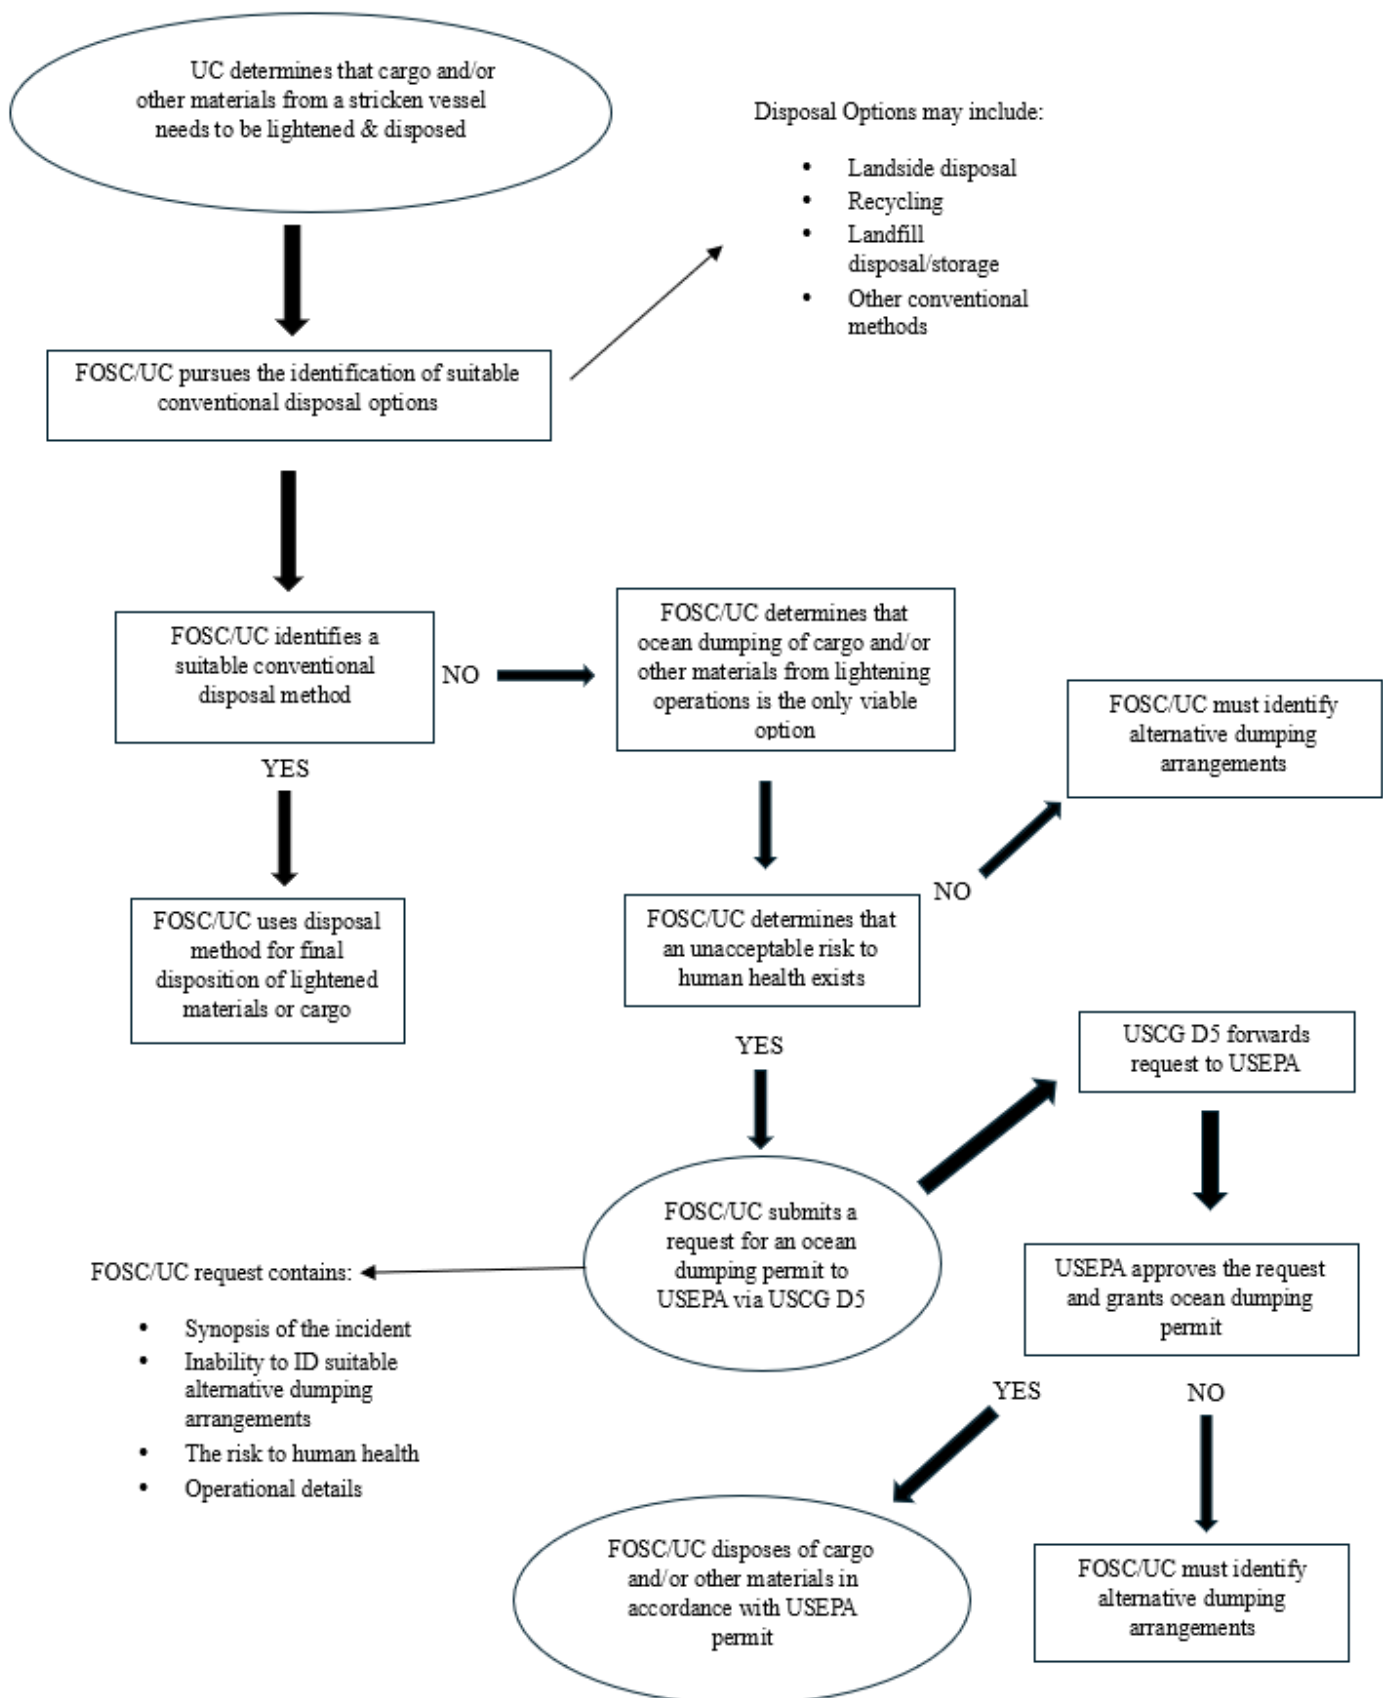 UC determines that cargo and/or
other materials from a stricken vessel
needs to be lightened & disposed
Disposal Options may include:
• Landside disposal
• Recycling
• Landfill
disposal/storage
• Other conventional
methods
FOSC/UC pursues the identification of suitable
conventional disposal options
FOSC/UC identifies a
suitable conventional
disposal method
NO
FOSC/UC determines that
ocean dumping of cargo and/or
other materials from lightening
operations is the only viable
option
FOSC/UC must identify
alternative dumping
arrangements
YES
NO
FOSC/UC uses disposal
method for final
disposition of lightened
materials or cargo
FOSC/UC determines that
an unacceptable risk to
human health exists
YES
USCG D5 forwards
request to USEPA
FOSC/UC submits a
request for an ocean
dumping permit to
USEPA via USCG D5
FOSC/UC request contains:
• Synopsis of the incident
• Inability to ID suitable
alternative dumping
arrangements
• The risk to human health
• Operational details
USEPA approves the request
and grants ocean dumping
permit
YES
NO
FOSC/UC disposes of cargo
and/or other materials in
accordance with USEPA
permit
FOSC/UC must identify
alternative dumping
arrangements